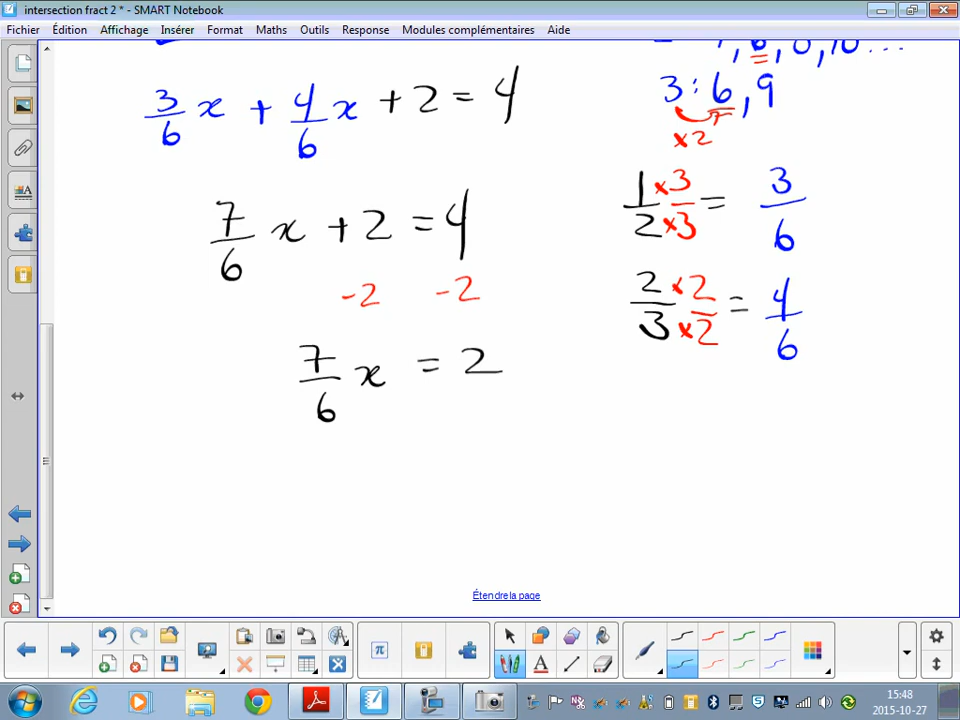 intersection fract 2 * - SMART Notebook
Fichier Édition Affichage Insérer Format Maths Outils Response Modules complémentaires Aide
3/6 x + 4/6 x + 2 = 4
7/6 x + 2 = 4
-2 -2
7/6 x = 2
3 : 6, 9
×2
1/2 ×3/×3 = 3/6
2/3 ×2/×2 = 4/6
Étendre la page
15:48
2015-10-27